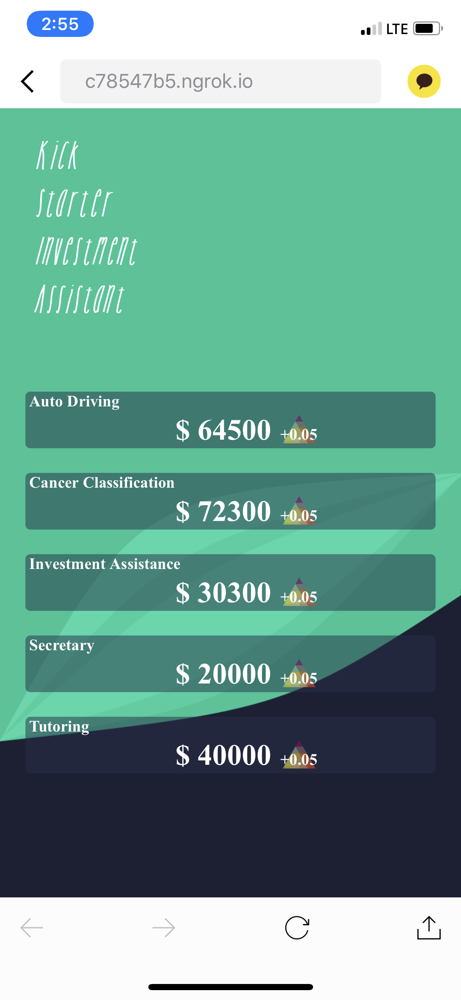 2:55
LTE
c78547b5.ngrok.io
Kick
Starter
Investment
Assistant
Auto Driving
$ 64500 +0.05
Cancer Classification
$ 72300 +0.05
Investment Assistance
$ 30300 +0.05
Secretary
$ 20000 +0.05
Tutoring
$ 40000 +0.05